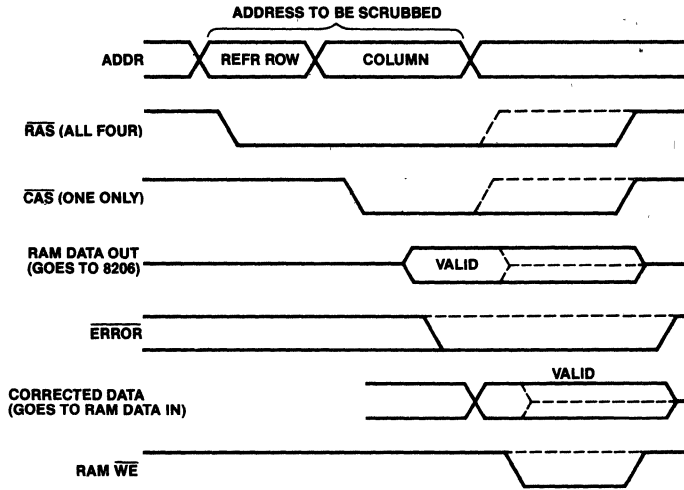 ADDRESS TO BE SCRUBBED
ADDR
REFR ROW
COLUMN
RAS (ALL FOUR)
CAS (ONE ONLY)
RAM DATA OUT
(GOES TO 8206)
VALID
ERROR
VALID
CORRECTED DATA
(GOES TO RAM DATA IN)
RAM WE